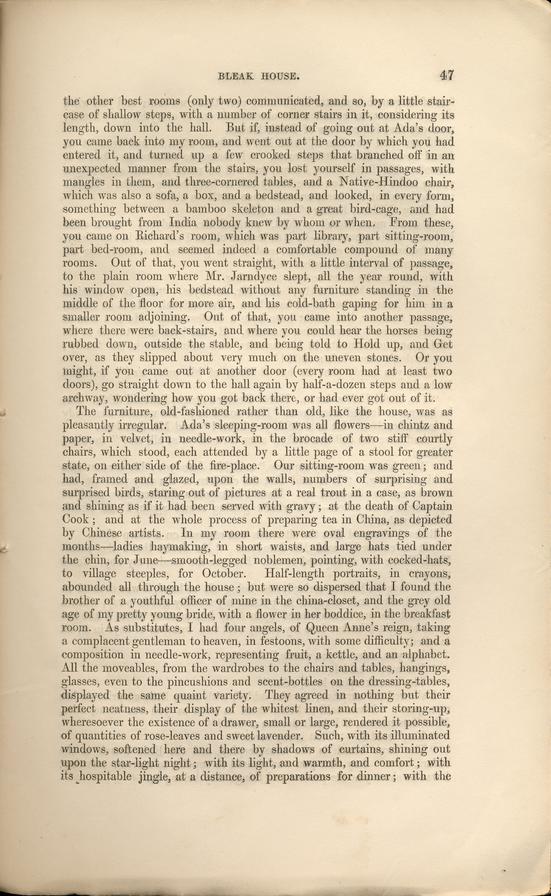 BLEAK HOUSE. 47
the other best rooms (only two) communicated, and so, by a little stair-
case of shallow steps, with a number of corner stairs in it, considering its
length, down into the hall. But if, instead of going out at Ada's door,
you came back into my room, and went out at the door by which you had
entered it, and turned up a few crooked steps that branched off in an
unexpected manner from the stairs, you lost yourself in passages, with
mangles in them, and three-cornered tables, and a Native-Hindoo chair,
which was also a sofa, a box, and a bedstead, and looked, in every form,
something between a bamboo skeleton and a great bird-cage, and had
been brought from India nobody knew by whom or when. From these,
you came on Richard's room, which was part library, part sitting-room,
part bed-room, and seemed indeed a comfortable compound of many
rooms. Out of that, you went straight, with a little interval of passage,
to the plain room where Mr. Jarndyce slept, all the year round, with
his window open, his bedstead without any furniture standing in the
middle of the floor for more air, and his cold-bath gaping for him in a
smaller room adjoining. Out of that, you came into another passage,
where there were back-stairs, and where you could hear the horses being
rubbed down, outside the stable, and being told to Hold up, and Get
over, as they slipped about very much on the uneven stones. Or you
might, if you came out at another door (every room had at least two
doors), go straight down to the hall again by half-a-dozen steps and a low
archway, wondering how you got back there, or had ever got out of it.
The furniture, old-fashioned rather than old, like the house, was as
pleasantly irregular. Ada's sleeping-room was all flowers—in chintz and
paper, in velvet, in needle-work, in the brocade of two stiff courtly
chairs, which stood, each attended by a little page of a stool for greater
state, on either side of the fire-place. Our sitting-room was green; and
had, framed and glazed, upon the walls, numbers of surprising and
surprised birds, staring out of pictures at a real trout in a case, as brown
and shining as if it had been served with gravy; at the death of Captain
Cook; and at the whole process of preparing tea in China, as depicted
by Chinese artists. In my room there were oval engravings of the
months—ladies haymaking, in short waists, and large hats tied under
the chin, for June—smooth-legged noblemen, pointing, with cocked-hats,
to village steeples, for October. Half-length portraits, in crayons,
abounded all through the house; but were so dispersed that I found the
brother of a youthful officer of mine in the china-closet, and the grey old
age of my pretty young bride, with a flower in her boddice, in the breakfast
room. As substitutes, I had four angels, of Queen Anne's reign, taking
a complacent gentleman to heaven, in festoons, with some difficulty; and a
composition in needle-work, representing fruit, a kettle, and an alphabet.
All the moveables, from the wardrobes to the chairs and tables, hangings,
glasses, even to the pincushions and scent-bottles on the dressing-tables,
displayed the same quaint variety. They agreed in nothing but their
perfect neatness, their display of the whitest linen, and their storing-up,
wheresoever the existence of a drawer, small or large, rendered it possible,
of quantities of rose-leaves and sweet lavender. Such, with its illuminated
windows, softened here and there by shadows of curtains, shining out
upon the star-light night; with its light, and warmth, and comfort; with
its hospitable jingle, at a distance, of preparations for dinner; with the